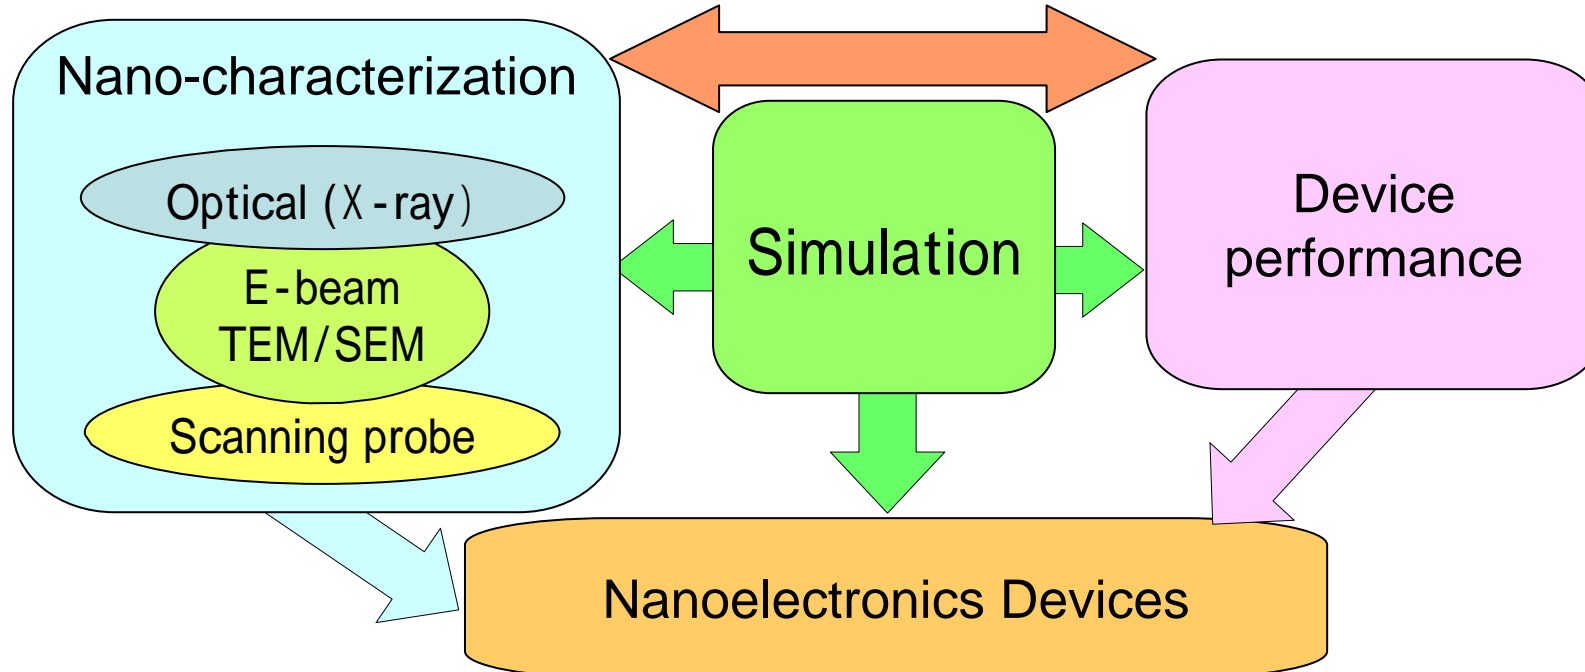 Nano-characterization
Optical (X-ray)
E-beam
TEM/SEM
Scanning probe
Simulation
Device
performance
Nanoelectronics Devices